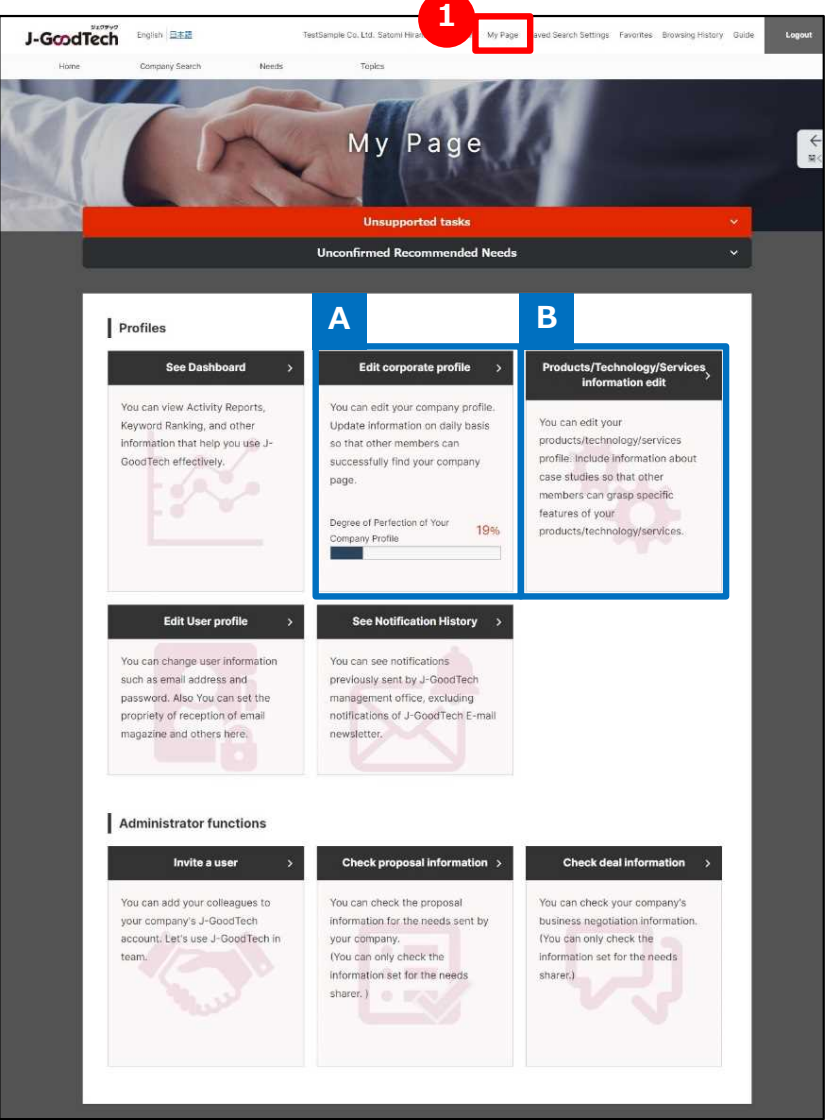 1
ジェグテック
J-GoodTech
English 日本語
TestSample Co. Ltd. Satomi
My Page
aved Search Settings
Favorites
Browsing History
Guide
Logout
Home
Company Search
Needs
Topics
My Page
開く
Unsupported tasks
Unconfirmed Recommended Needs
A
B
Profiles
See Dashboard
You can view Activity Reports,
Keyword Ranking, and other
information that help you use J-
GoodTech effectively.
Edit corporate profile
You can edit your company profile.
Update information on daily basis
so that other members can
successfully find your company
page.
Degree of Perfection of Your
Company Profile
19%
Products/Technology/Services
information edit
You can edit your
products/technology/services
profile. Include information about
case studies so that other
members can grasp specific
features of your
products/technology/services.
Edit User profile
You can change user information
such as email address and
password. Also You can set the
propriety of reception of email
magazine and others here.
See Notification History
You can see notifications
previously sent by J-GoodTech
management office, excluding
notifications of J-GoodTech E-mail
newsletter.
Administrator functions
Invite a user
You can add your colleagues to
your company's J-GoodTech
account. Let's use J-GoodTech in
team.
Check proposal information
You can check the proposal
information for the needs sent by
your company.
(You can only check the
information set for the needs
sharer. )
Check deal information
You can check your company's
business negotiation information.
(You can only check the
information set for the needs
sharer.)